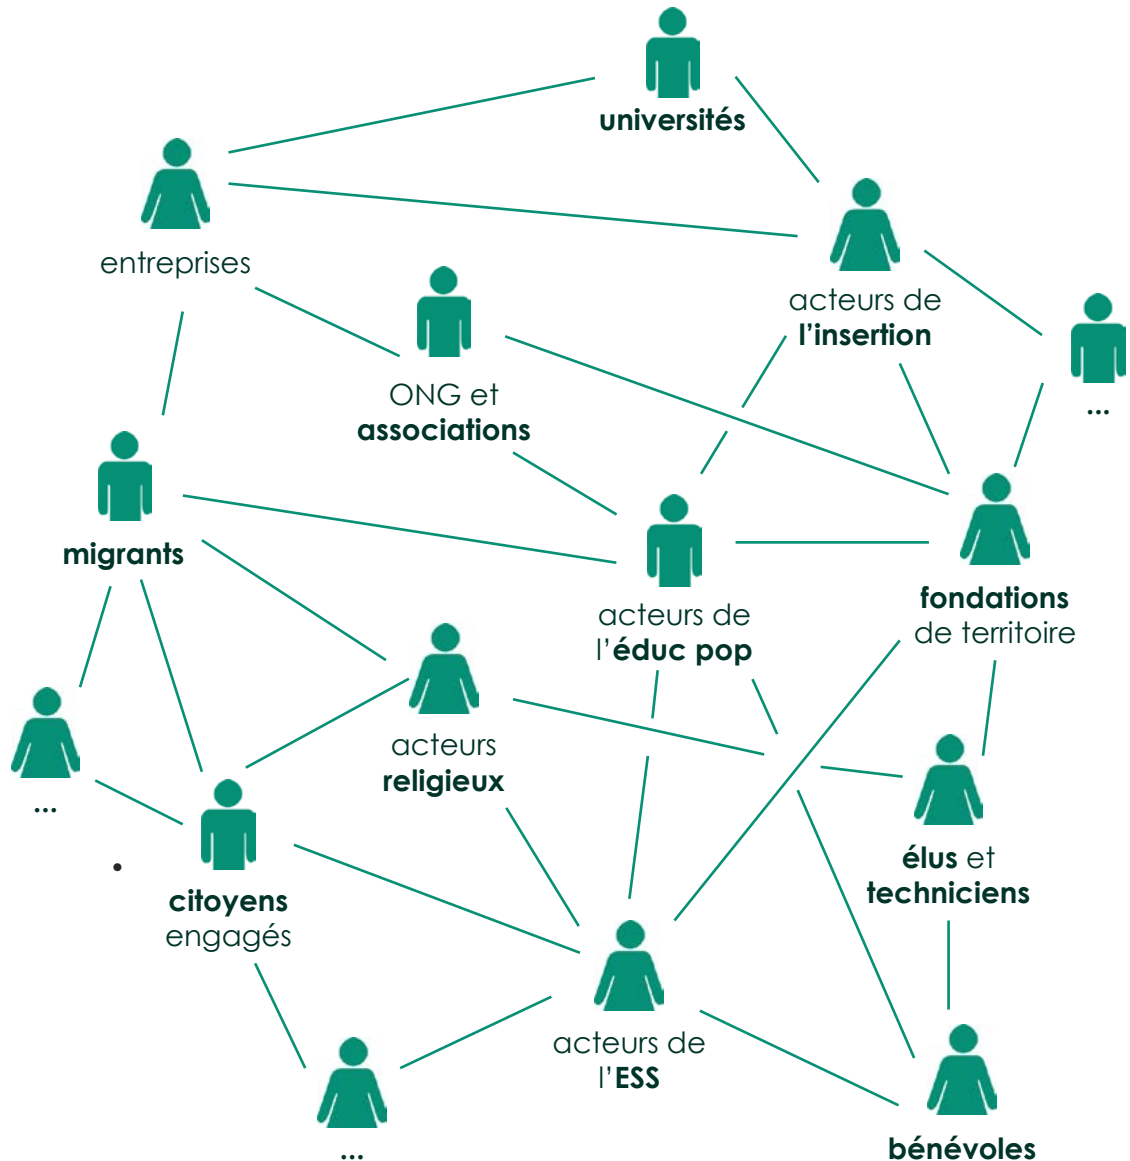 universités
entreprises
acteurs de
l'insertion
...
ONG et
associations
migrants
acteurs de
l'éduc pop
fondations
de territoire
...
acteurs
religieux
élus et
techniciens
•
citoyens
engagés
acteurs de
l'ESS
...
bénévoles